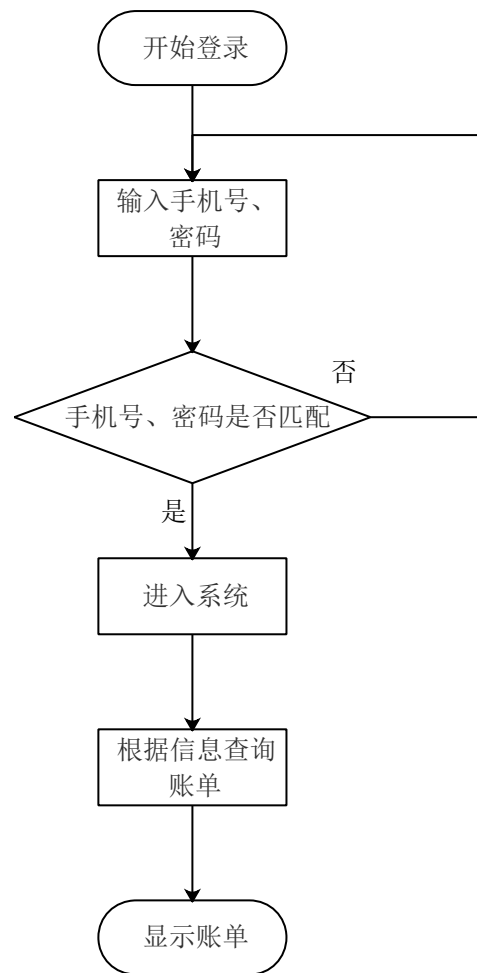 开始登录
输入手机号、
密码
否
手机号、密码是否匹配
是
进入系统
根据信息查询
账单
显示账单